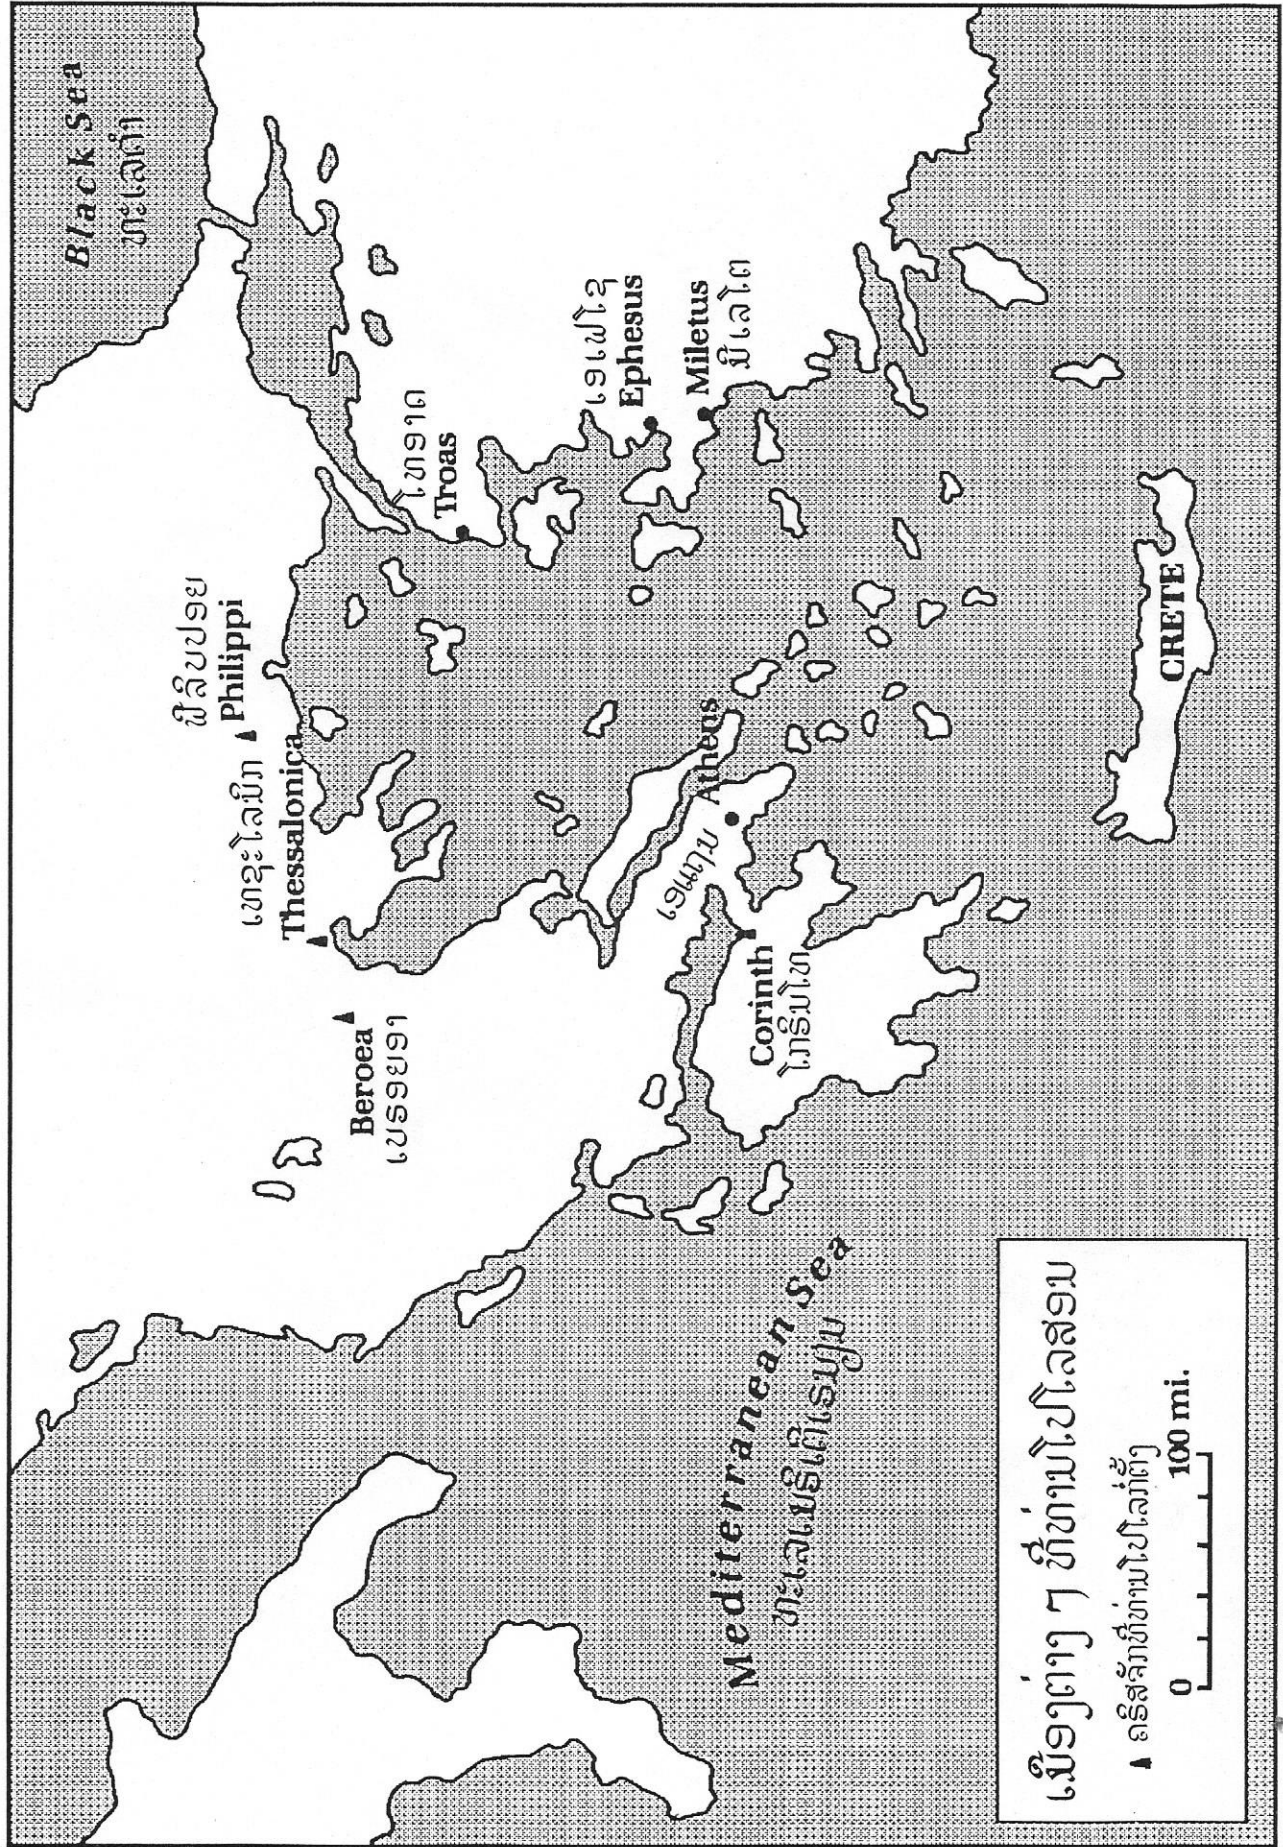 Black Sea
ທະເລດຳ
ຟີລິບປອຍ
Philippi
ເທຊະໂລນິກ
Thessalonica
Beroea
ເບຣອຍອາ
ໂທອາດ
Troas
ເອເຟໂຊ
Ephesus
Miletus
ມີເລໂຕ
Athens
ເອແຖນ
Corinth
ໂກຣິນໂທ
CRETE
Mediterranean Sea
ທະເລເມຣິເຕີເຣນຽນ
ເມືອງຕ່າງ ໆ ທີ່ທ່ານໂປໂລສອນ
▲ ຄຣິສຈັກທີ່ທ່ານໂປໂລກໍ່ຕັ້ງ
0 100 mi.